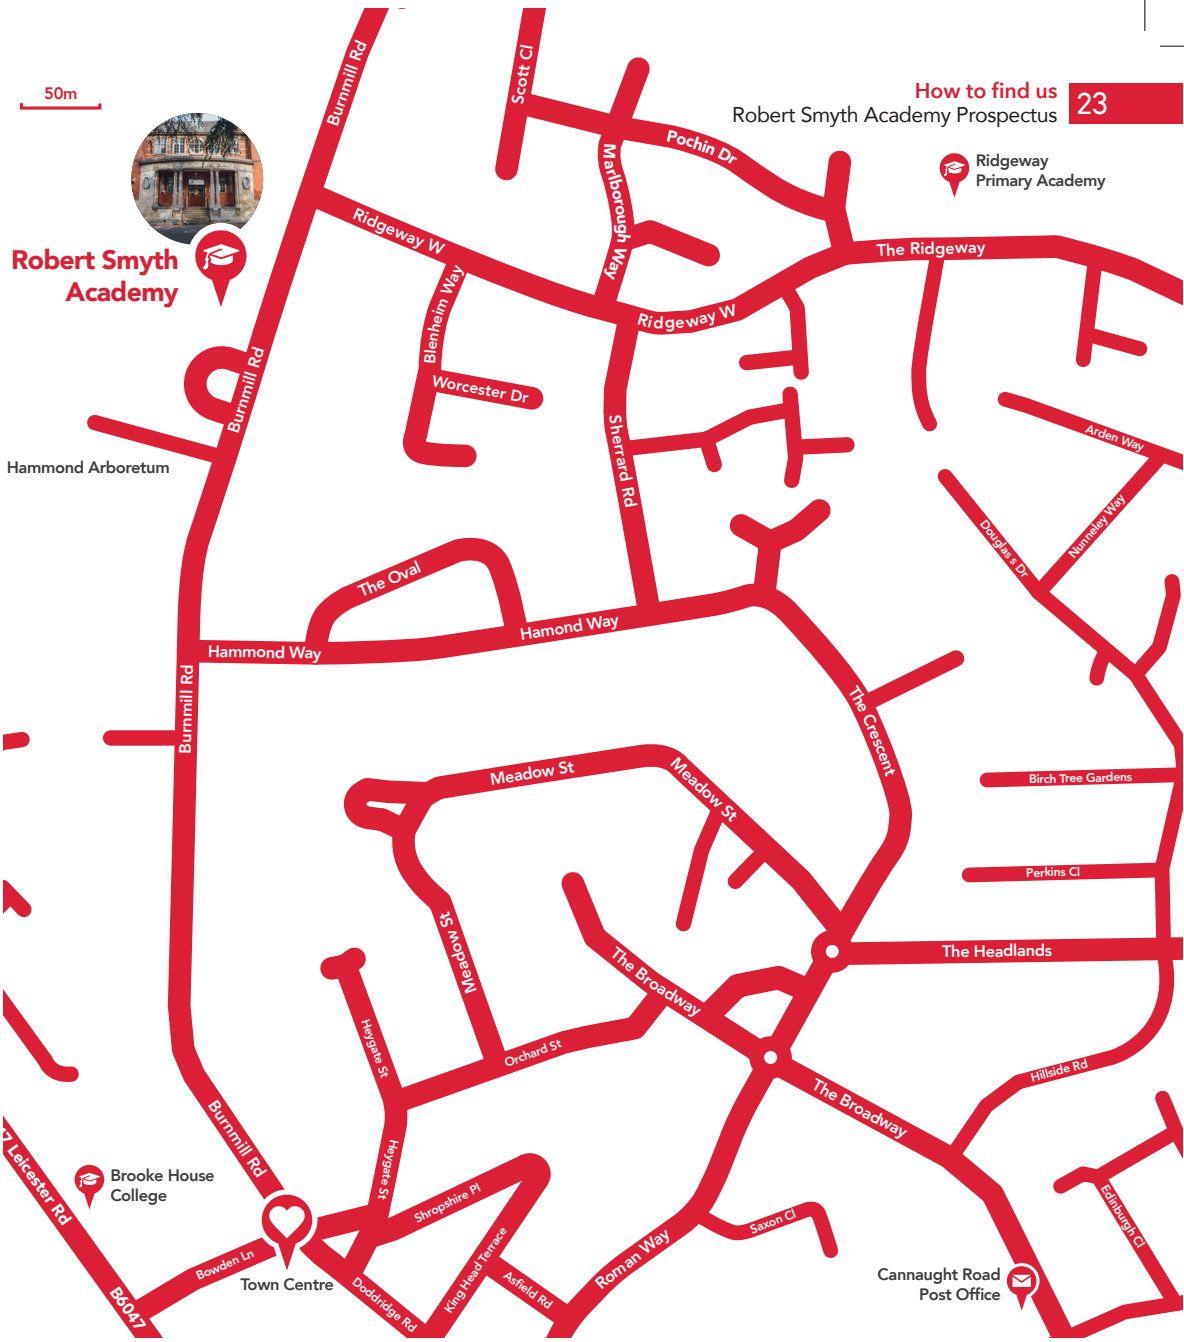 How to find us
Robert Smyth Academy Prospectus
23
50m
Burnmill Rd
Scott Cl
Pochin Dr
Marlborough Way
Ridgeway
Primary Academy
Robert Smyth
Academy
Ridgeway W
The Ridgeway
Blenheim Way
Ridgeway W
Burnmill Rd
Worcester Dr
Sherrard Rd
Arden Way
Hammond Arboretum
Douglas s Dr
Nunneley Way
The Oval
Hamond Way
Hammond Way
Burnmill Rd
The Crescent
Meadow St
Meadow St
Birch Tree Gardens
Perkins Cl
Meadow St
The Broadway
The Headlands
Heygate St
Orchard St
Hillside Rd
The Broadway
Burnmill Rd
Heygate St
17 Leicester Rd
Brooke House
College
Shropshire Pl
Edinburgh Cl
Saxon Cl
King Head Terrace
Roman Way
Bowden Ln
Town Centre
Doddridge Rd
Asfield Rd
Cannaught Road
Post Office
B6047